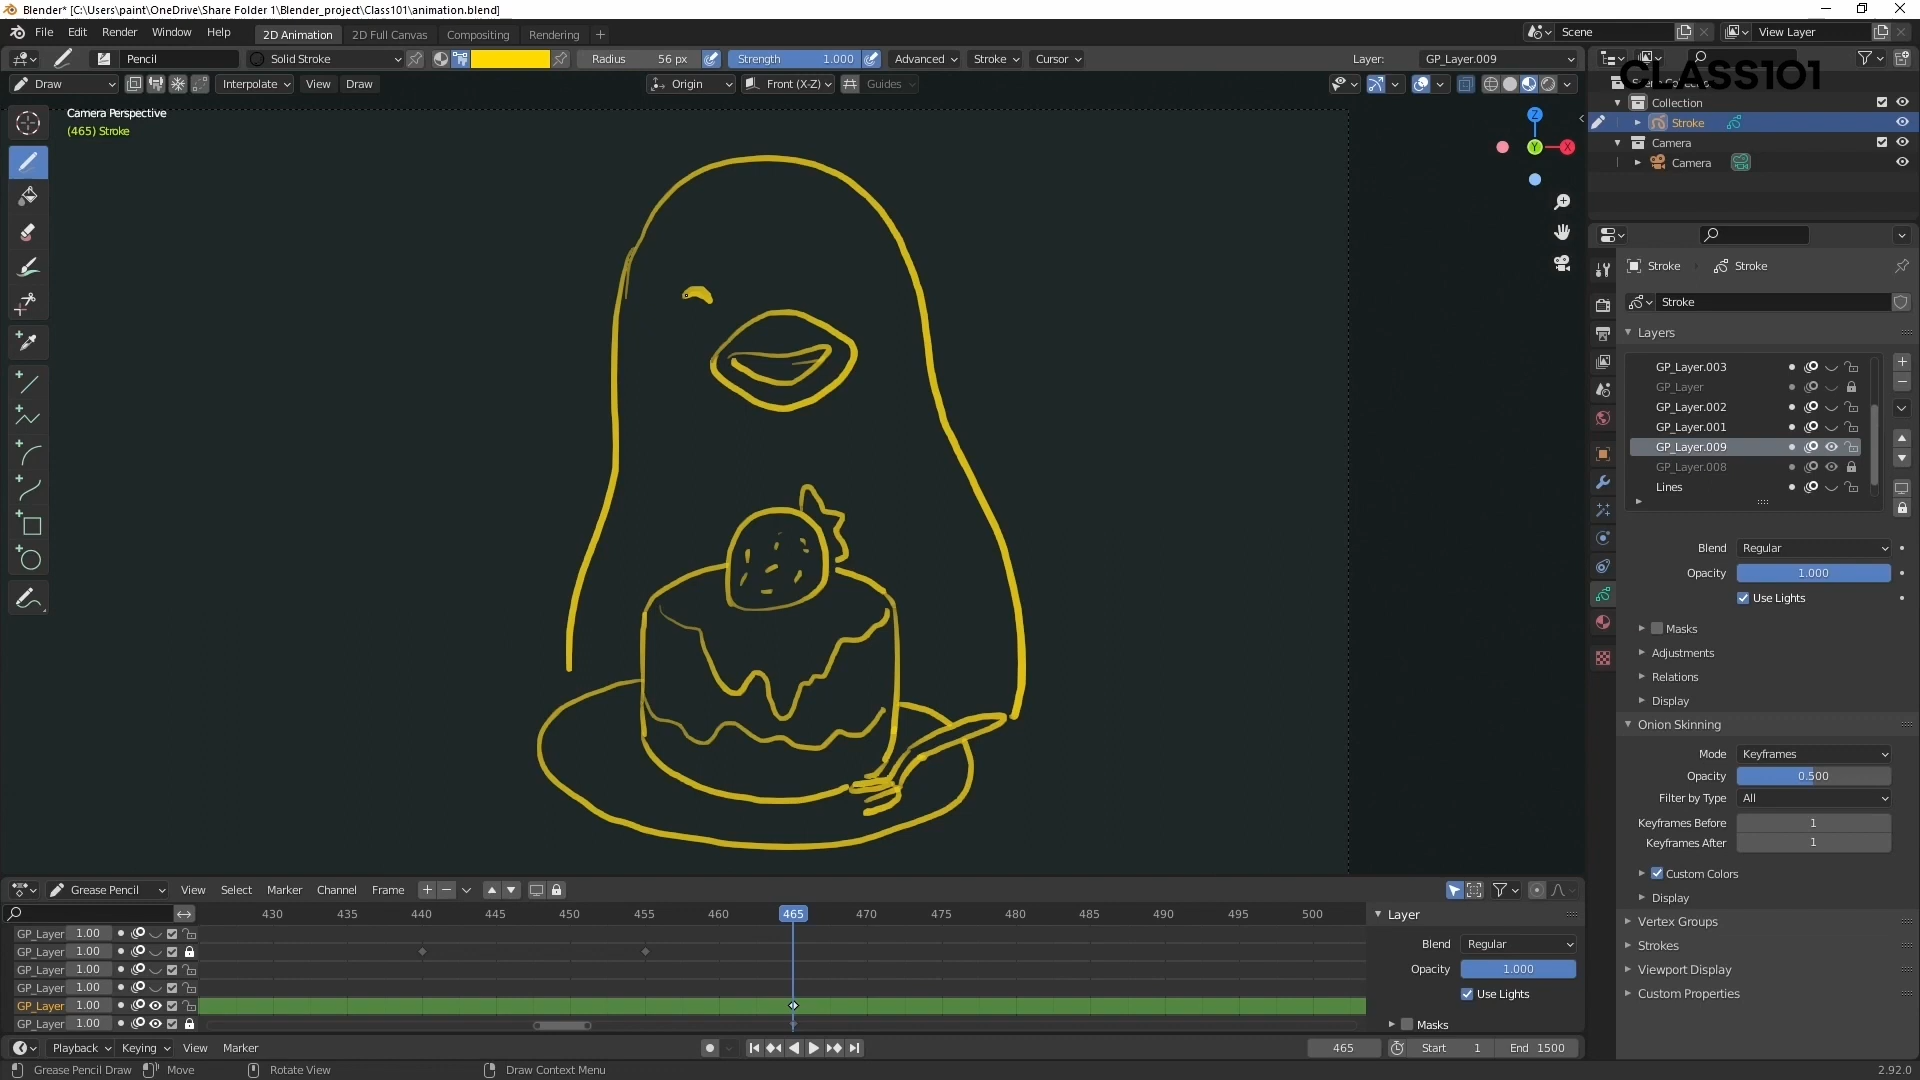 Blender* [C:\Users\paint\OneDrive\Share Folder 1\Blender_project\Class101\animation.blend]
File Edit Render Window Help 2D Animation 2D Full Canvas Compositing Rendering + Scene View Layer
Pencil Solid Stroke Radius 56 px Strength 1.000 Advanced Stroke Cursor Layer: GP_Layer.009
CLASS101
Draw Interpolate View Draw Origin Front (X-Z) Guides
Collection
Camera Perspective
(465) Stroke
Stroke
Camera
Camera
Z
Y
X
Stroke Stroke
Stroke
Layers
GP_Layer.003
GP_Layer
GP_Layer.002
GP_Layer.001
GP_Layer.009
GP_Layer.008
Lines
Blend Regular
Opacity 1.000
Use Lights
Masks
Adjustments
Relations
Display
Onion Skinning
Mode Keyframes
Opacity 0.500
Filter by Type All
Keyframes Before 1
Keyframes After 1
Custom Colors
Display
Vertex Groups
Strokes
Viewport Display
Custom Properties
Grease Pencil View Select Marker Channel Frame
430 435 440 445 450 455 460 465 470 475 480 485 490 495 500
Layer
GP_Layer 1.00
GP_Layer 1.00
GP_Layer 1.00
GP_Layer 1.00
GP_Layer 1.00
GP_Layer 1.00
Blend Regular
Opacity 1.000
Use Lights
Masks
Playback Keying View Marker 465 Start 1 End 1500
Grease Pencil Draw Move Rotate View Draw Context Menu 2.92.0